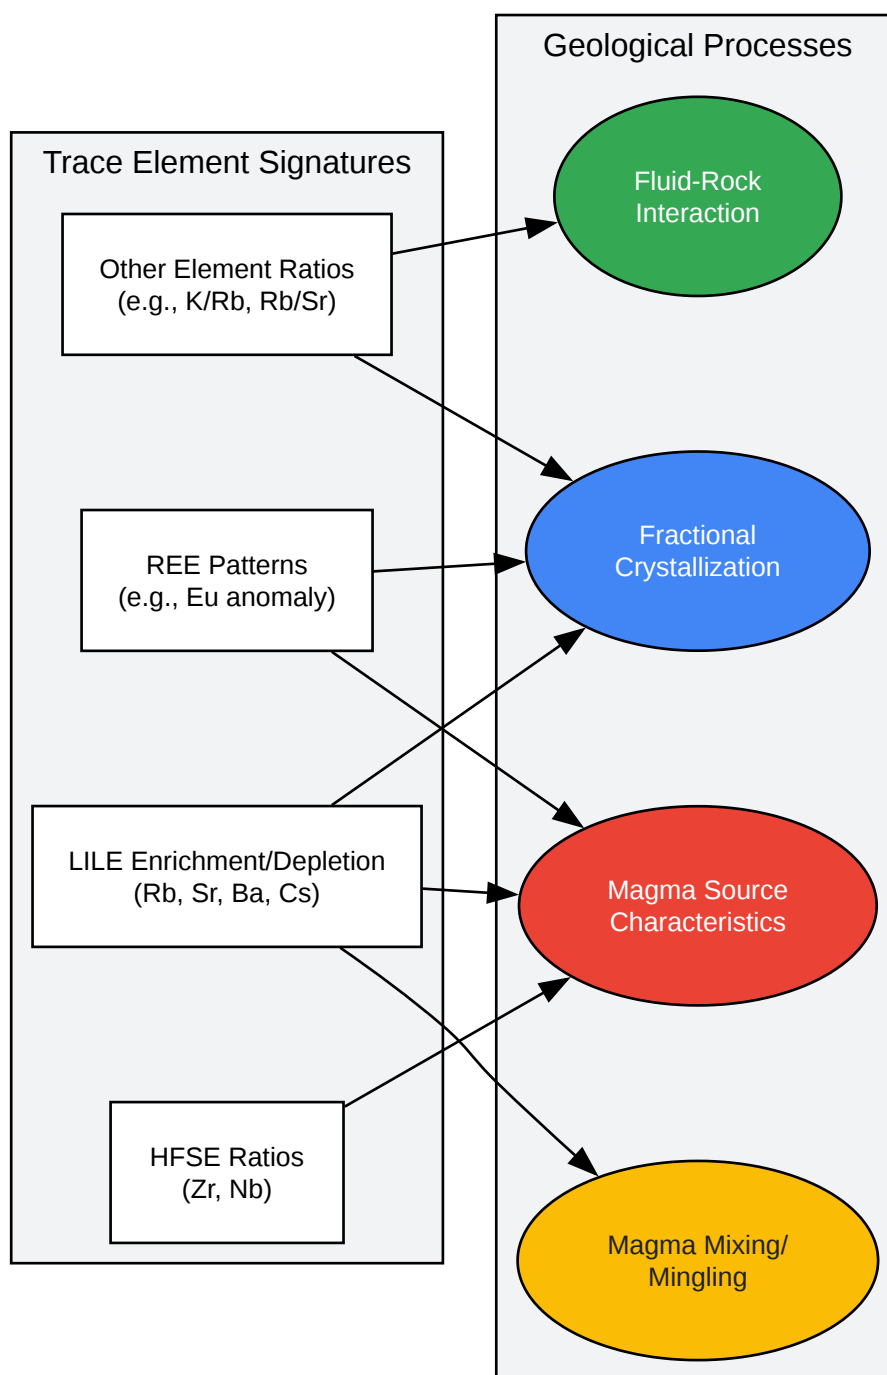 Geological Processes
Trace Element Signatures
Fluid-Rock
Interaction
Other Element Ratios
(e.g., K/Rb, Rb/Sr)
Fractional
Crystallization
REE Patterns
(e.g., Eu anomaly)
LILE Enrichment/Depletion
(Rb, Sr, Ba, Cs)
Magma Source
Characteristics
HFSE Ratios
(Zr, Nb)
Magma Mixing/
Mingling